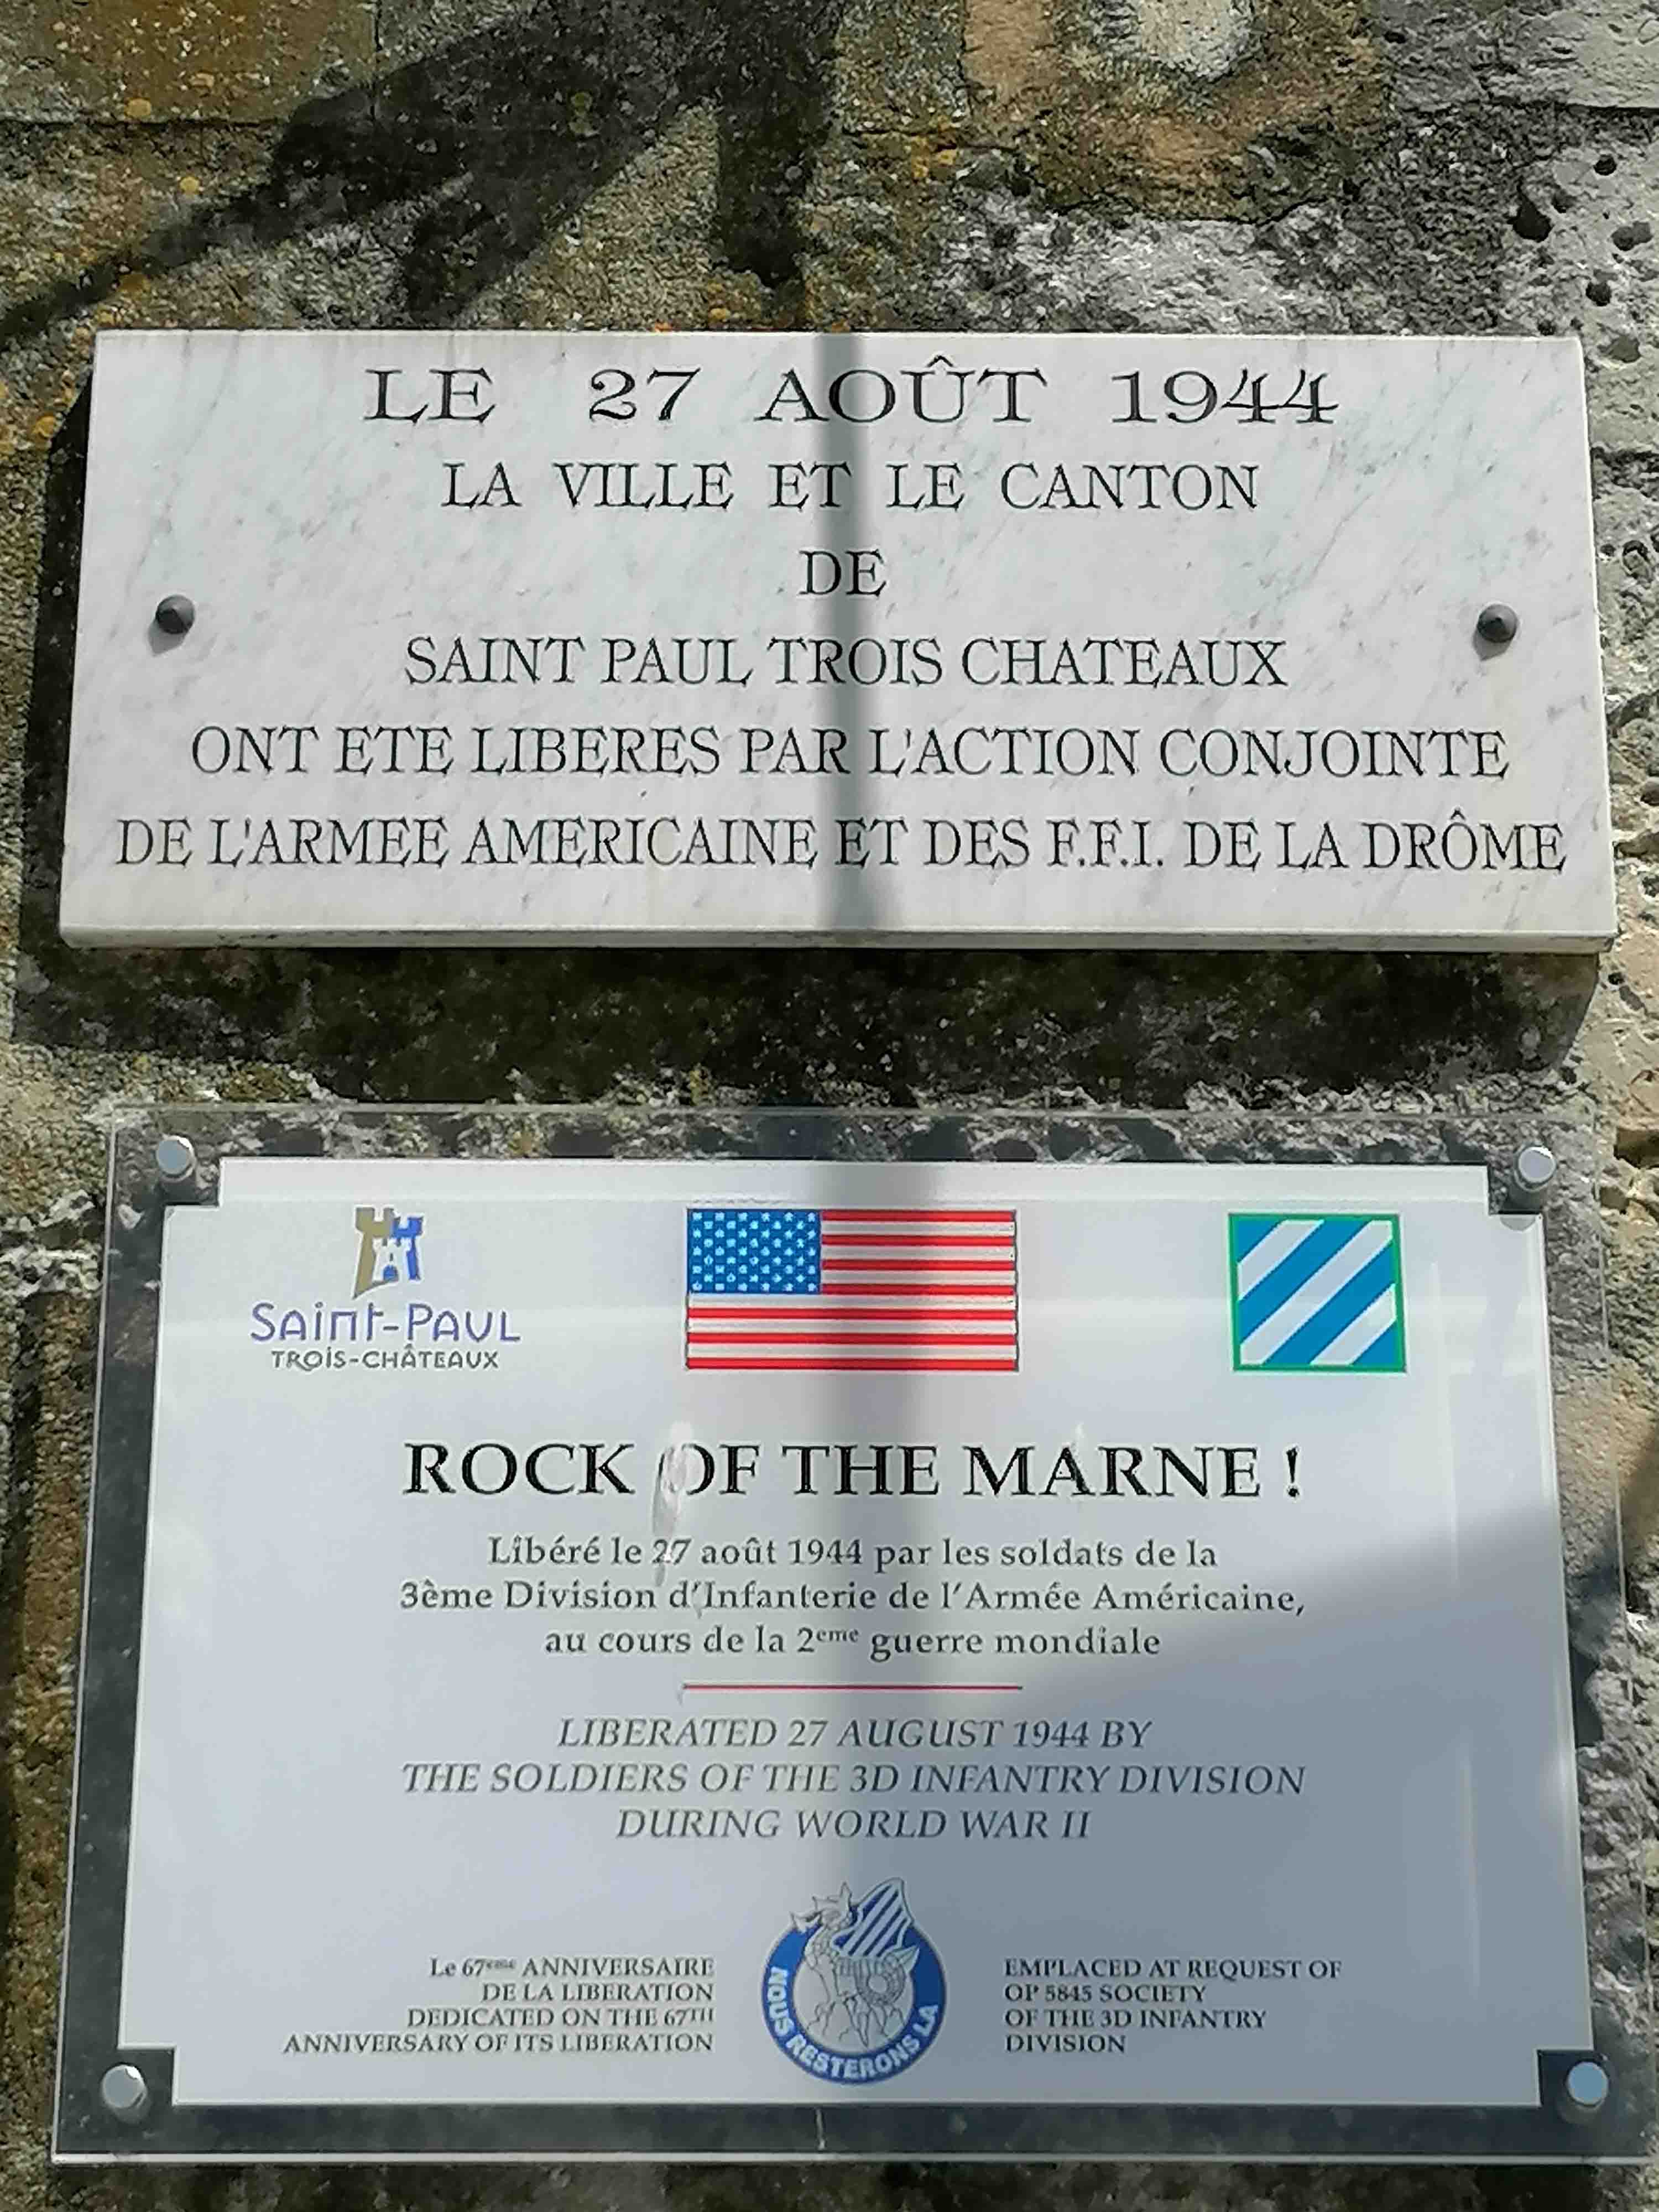 LE 27 AOÛT 1944
LA VILLE ET LE CANTON
DE
SAINT PAUL TROIS CHATEAUX
ONT ETE LIBERES PAR L'ACTION CONJOINTE
DE L'ARMEE AMERICAINE ET DES F.F.I. DE LA DRÔME
SAINT-PAUL
TROIS-CHÂTEAUX
ROCK OF THE MARNE !
Libéré le 27 août 1944 par les soldats de la
3ème Division d'Infanterie de l'Armée Américaine,
au cours de la 2eme guerre mondiale
LIBERATED 27 AUGUST 1944 BY
THE SOLDIERS OF THE 3D INFANTRY DIVISION
DURING WORLD WAR II
Le 67eme ANNIVERSAIRE
DE LA LIBERATION
DEDICATED ON THE 67TH
ANNIVERSARY OF ITS LIBERATION
NOUS RESTERONS LA
EMPLACED AT REQUEST OF
OP 5845 SOCIETY
OF THE 3D INFANTRY
DIVISION